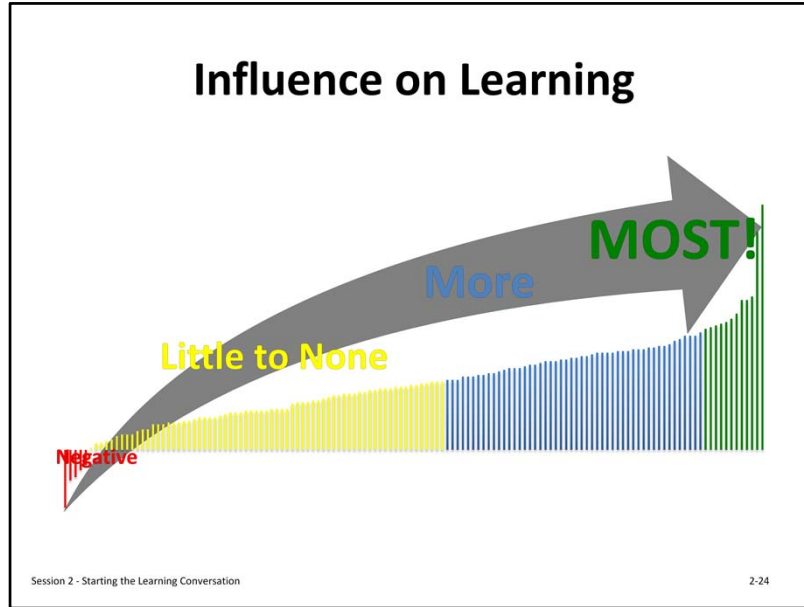 Influence on Learning
MOST!
More
Little to None
Negative
Session 2 - Starting the Learning Conversation
2-24